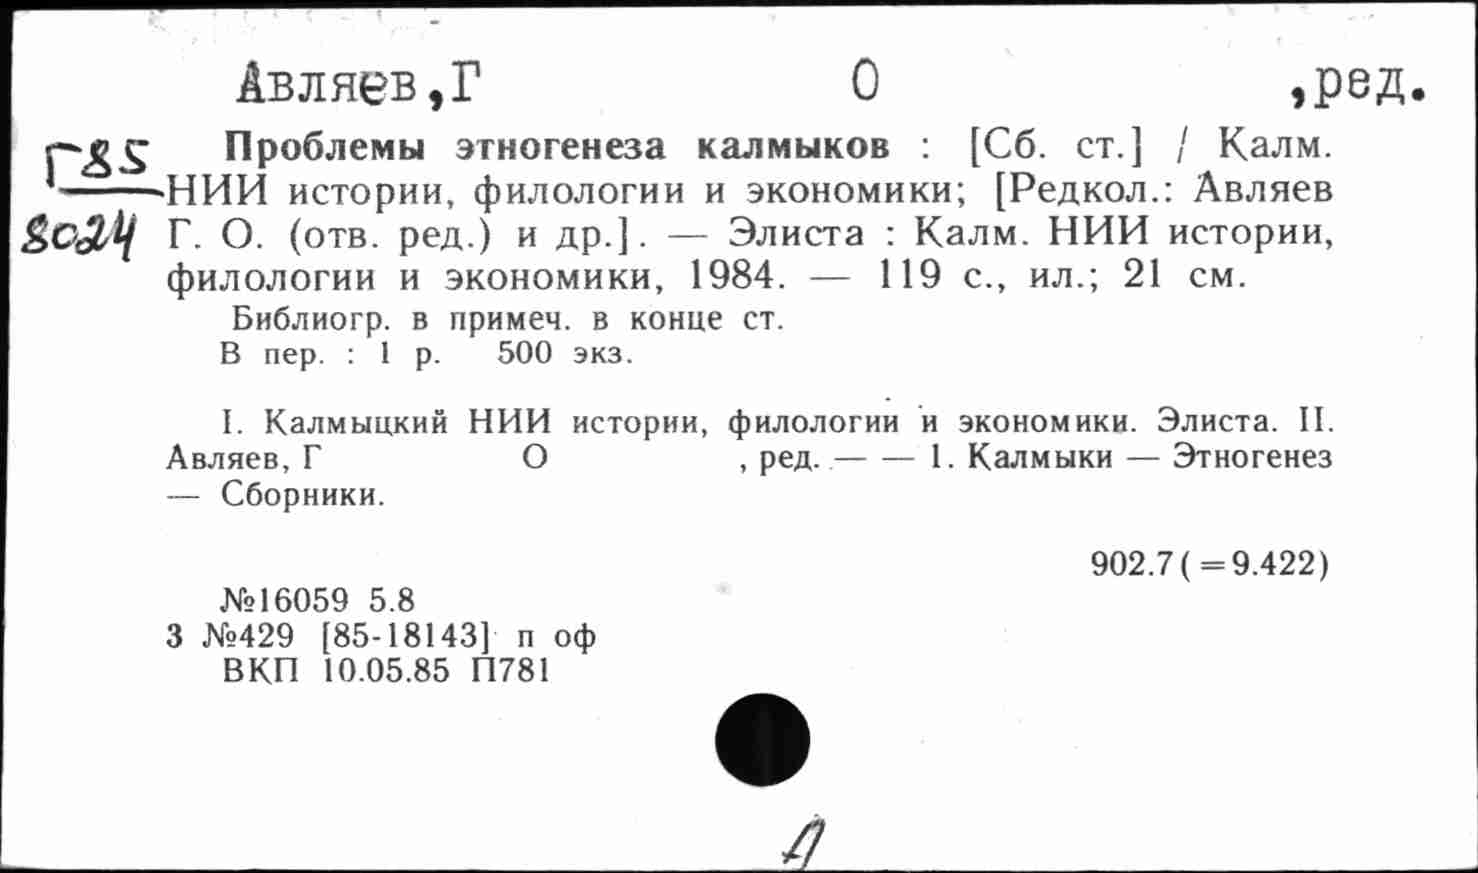 Авляев,Г О ,ред.
Г85
8024
Проблемы этногенеза калмыков : [Сб. ст.] / Калм.
НИИ истории, филологии и экономики; [Редкол.: Авляев
Г. О. (отв. ред.) и др.]. — Элиста : Калм. НИИ истории,
филологии и экономики, 1984. — 119 с., ил.; 21 см.
Библиогр. в примеч. в конце ст.
В пер. : 1 р. 500 экз.
I. Калмыцкий НИИ истории, филологии и экономики. Элиста. II.
Авляев, Г О , ред. — — 1. Калмыки — Этногенез
— Сборники.
902.7(=9.422)
№16059 5.8
3 №429 [85-18143] п оф
ВКП 10.05.85 П781
А